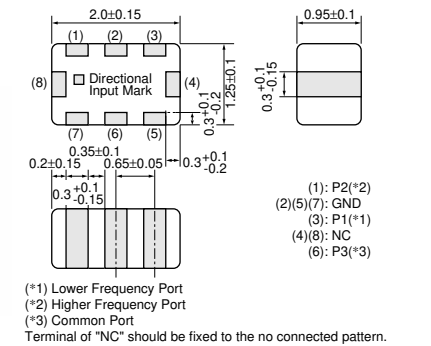 2.0±0.15
0.95±0.1
(1) (2) (3)
(8) Directional Input Mark (4)
(7) (6) (5)
1.25±0.1
0.3+0.1-0.2
0.3+0.1-0.15
0.35±0.1
0.2±0.15 0.65±0.05
0.3+0.1-0.2
0.3+0.1-0.15
(1): P2(*2)
(2)(5)(7): GND
(3): P1(*1)
(4)(8): NC
(6): P3(*3)
(*1) Lower Frequency Port
(*2) Higher Frequency Port
(*3) Common Port
Terminal of "NC" should be fixed to the no connected pattern.